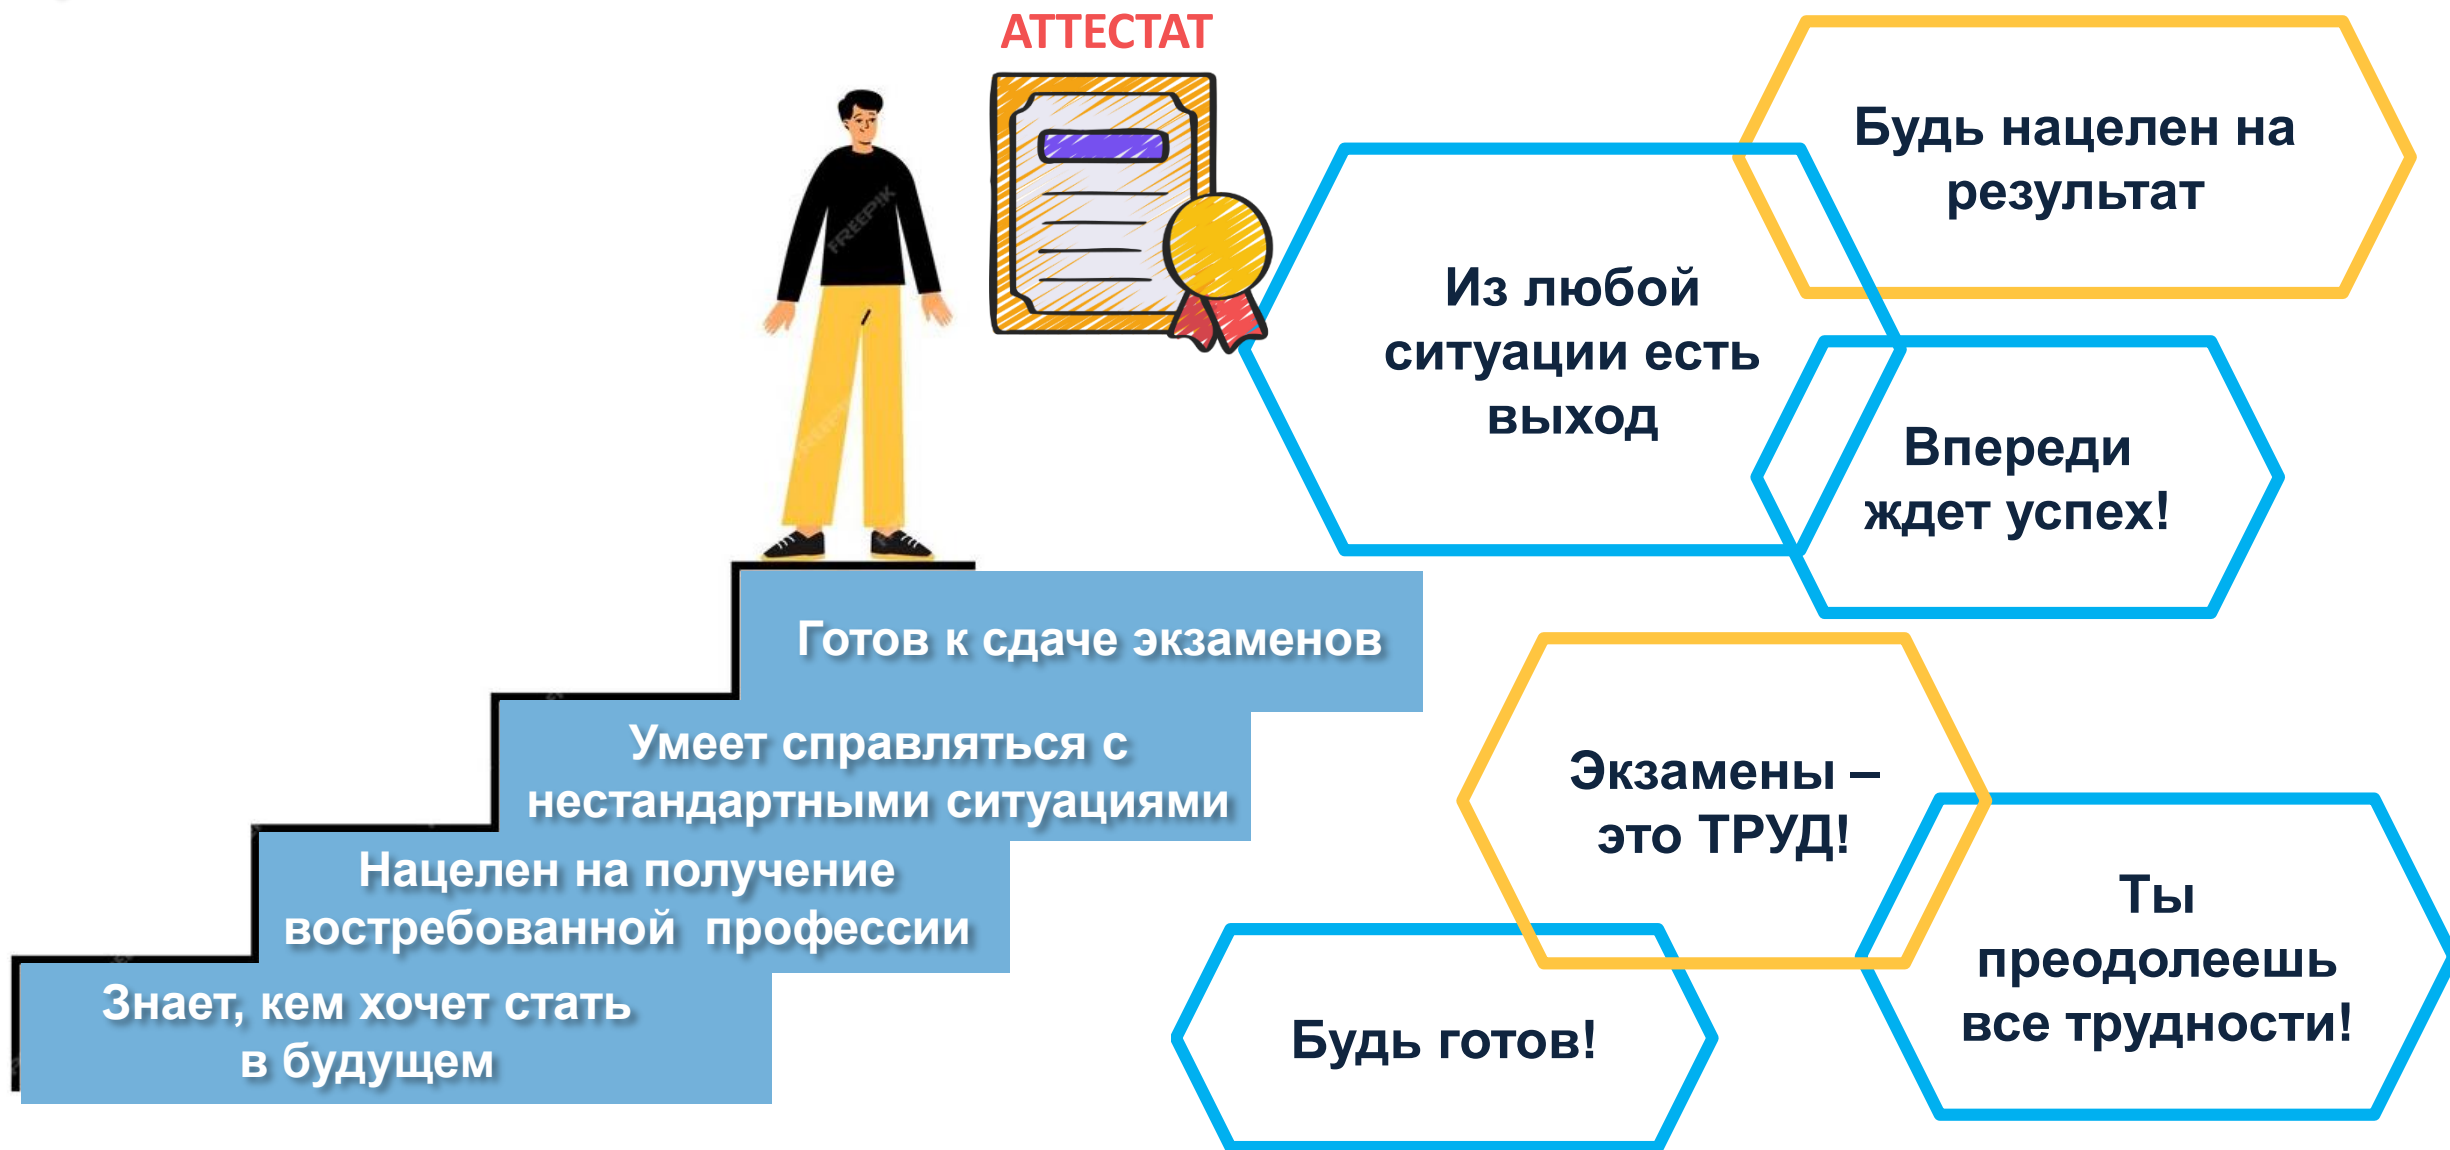 АТТЕСТАТ
Будь нацелен на
результат
Из любой
ситуации есть
выход
Впереди
ждет успех!
FREEPIK
Готов к сдаче экзаменов
Умеет справляться с
нестандартными ситуациями
Нацелен на получение
востребованной профессии
Знает, кем хочет стать
в будущем
Экзамены –
это ТРУД!
Ты
преодолеешь
все трудности!
Будь готов!